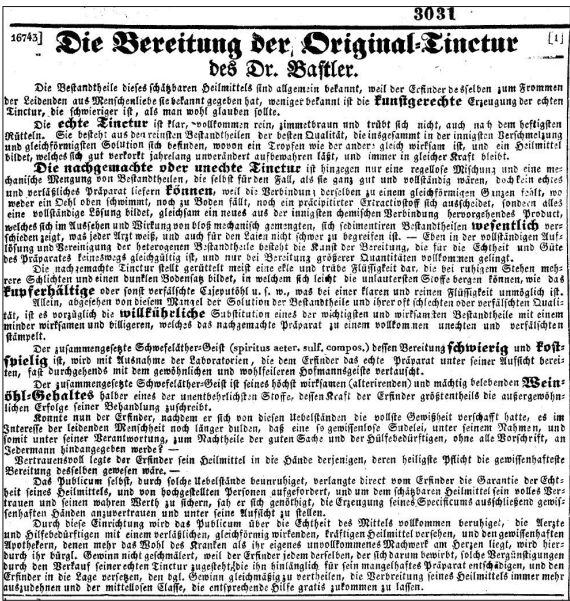 3031
16743] Die Bereitung der Original-Tinctur [1]
des Dr. Bastler.
Die Bestandtheile dieses schätzbaren Heilmittels sind allgemein bekannt, weil der Erfinder desselben zum Frommen
der Leidenden aus Menschenliebe sie bekannt gegeben hat, weniger bekannt ist die kunstgerechte Erzeugung der echten
Tinctur, die schwieriger ist, als man wohl glauben sollte.
Die echte Tinctur ist klar, vollkommen rein, zimmetbraun und trübt sich nicht, auch nach dem heftigsten
Rütteln. Sie besteht aus den reinsten Bestandtheilen der besten Qualität, die insgesammt in der innigsten Verschmelzung
und gleichförmigsten Solution sich befinden, wovon ein Tropfen wie der andere gleich wirksam ist, und ein Heilmittel
bildet, welches sich gut verkorkt jahrelang unverändert aufbewahren läßt, und immer in gleicher Kraft bleibt.
Die nachgemachte oder unechte Tinctur ist hingegen nur eine regellose Mischung und eine me-
chanische Mengung von Bestandtheilen, die selbst für den Fall, als sie ganz gut und vollständig wären, doch kein echtes
und verläßliches Präparat liefern können, weil die Verbindung derselben zu einem gleichförmigen Ganzen fehlt, wo
weder ein Oehl oben schwimmt, noch zu Boden fällt, noch ein präcipitirter Extractivstoff sich ausscheidet, sondern alles
eine vollständige Lösung bildet, gleichsam ein neues aus der innigsten chemischen Verbindung hervorgehendes Product,
welches sich im Aussehen und Wirkung von bloß mechanisch gemengten, sich sedimentiren Bestandtheilen wesentlich ver-
schieden zeigt, was jeder Arzt weiß, und auch für den Laien nicht schwer zu begreifen ist. — Eben in der vollständigen Auf-
lösung und Vereinigung der heterogenen Bestandtheile besteht die Kunst der Bereitung, die für die Echtheit und Güte
des Präparates keineswegs gleichgültig ist, und nur bei Bereitung größerer Quantitäten vollkommen gelingt.
Die nachgemachte Tinctur stellt gerüttelt meist eine ekle und trübe Flüssigkeit dar, die bei ruhigem Stehen meh-
rere Schichten und einen dunklen Bodensatz bildet, in welchem sich leicht die unlautersten Stoffe bergen können, wie das
kupferhältige oder sonst verfälschte Cajeputöhl u. s. w., was bei einer klaren und reinen Flüssigkeit unmöglich ist.
Allein, abgesehen von diesem Mangel der Solution der Bestandtheile und ihrer oft schlechten oder verfälschten Quali-
tät, ist es vorzüglich die willkührliche Substitution eines der wichtigsten und wirksamsten Bestandtheile mit einem
minder wirksamen und billigeren, welches das nachgemachte Präparat zu einem vollkommen unechten und verfälschten
stämpelt.
Der zusammengesetzte Schwefeläther-Geist (spiritus aeter. sulf. compos.) dessen Bereitung schwierig und kost-
spielig ist, wird mit Ausnahme der Laboratorien, die dem Erfinder das echte Präparat unter seiner Aufsicht berei-
ten, fast durchgehends mit dem gewöhnlichen und wohlfeileren Hofmannsgeiste vertauscht.
Der zusammengesetzte Schwefeläther-Geist ist seines höchst wirksamen (alterirenden) und mächtig belebenden Wein-
öhl-Gehaltes halber eines der unentbehrlichsten Stoffe, dessen Kraft der Erfinder größtentheils die außergewöhn-
lichen Erfolge seiner Behandlung zuschreibt.
Konnte nun der Erfinder, nachdem er sich von diesen Uebelständen die vollste Gewißheit verschafft hatte, es im
Interesse der leidenden Menschheit noch länger dulden, daß eine so gewissenlose Sudelei, unter seinem Nahmen, und
somit unter seiner Verantwortung, zum Nachtheile der guten Sache und der Hülfebedürftigen, ohne alle Vorschrift, an
Jedermann hindangegeben werde? —
Vertrauensvoll legte der Erfinder sein Heilmittel in die Hände derjenigen, deren heiligste Pflicht die gewissenhafteste
Bereitung desselben gewesen wäre. —
Das Publicum selbst, durch solche Uebelstände beunruhiget, verlangte direct vom Erfinder die Garantie der Echt-
heit seines Heilmittels, und von hochgestellten Personen aufgefordert, und um dem schätzbaren Heilmittel sein volles Ver-
trauen und seinen wahren Werth zu sichern, sah er sich genöthigt, die Erzeugung seines Specificums ausschließend gewis-
senhaften Händen anzuvertrauen und unter seine Aufsicht zu stellen.
Durch diese Einrichtung wird das Publicum über die Echtheit des Mittels vollkommen beruhiget, die Aerzte
und Hilfebedürftigen mit einem verläßlichen, gleichförmig wirkenden, kräftigen Heilmittel versehen, und den gewissenhaften
Apothekern, denen mehr das Wohl des Kranken als ihr eigenes unvollkommenes Machwerk am Herzen liegt, wird hier-
durch ihr bürgl. Gewinn nicht geschmälert, weil der Erfinder jedem derselben, der sich darum bewirbt, solche Vergünstigungen
durch den Verkauf seiner echten Tinctur zugesteht, die ihn hinlänglich für sein mangelhaftes Präparat entschädigen, und den
Erfinder in die Lage versetzen, den bgl. Gewinn gleichmäßig zu vertheilen, die Verbreitung seines Heilmittels immer mehr
auszudehnen und der mittellosen Classe, die entsprechende Hilfe gratis zukommen zu lassen.